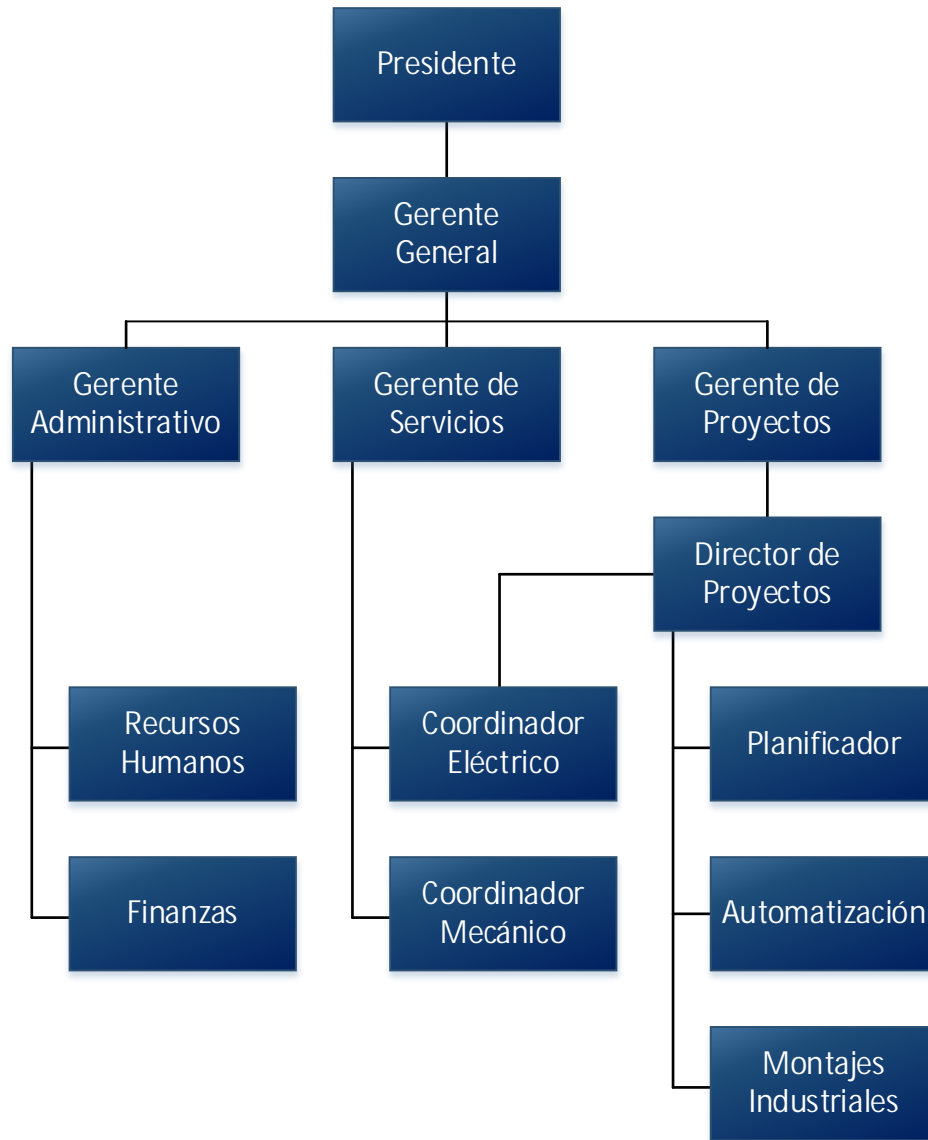 Presidente
Gerente
General
Gerente
Administrativo
Gerente de
Servicios
Gerente de
Proyectos
Director de
Proyectos
Recursos
Humanos
Coordinador
Eléctrico
Planificador
Finanzas
Coordinador
Mecánico
Automatización
Montajes
Industriales